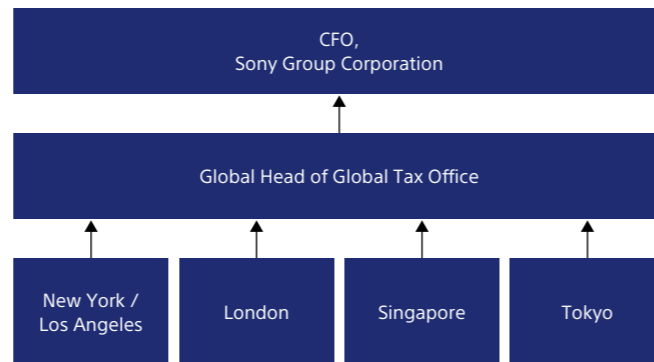 CFO,
Sony Group Corporation
Global Head of Global Tax Office
New York /
Los Angeles
London
Singapore
Tokyo